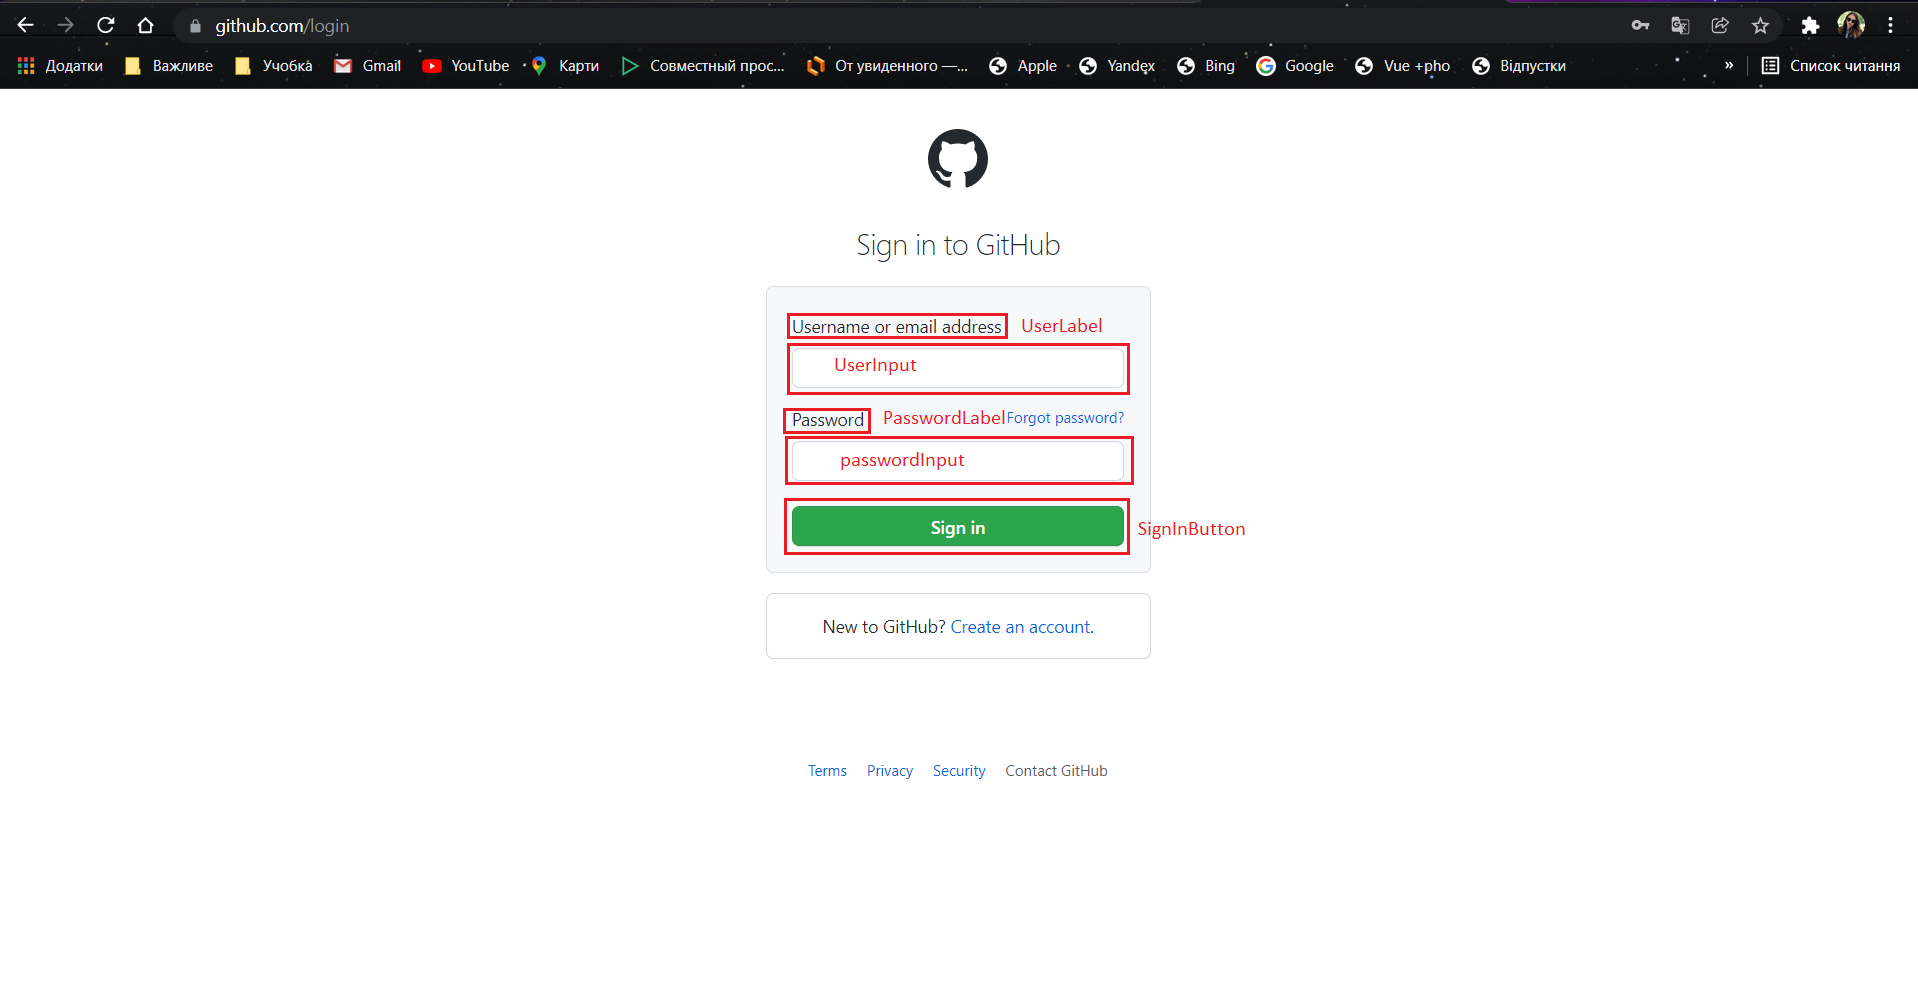 github.com/login
Додатки Важливе Учобка Gmail YouTube Карти Совместный прос... От увиденного —... Apple Yandex Bing Google Vue +pho Відпустки » Список читання
Sign in to GitHub
Username or email address UserLabel
UserInput
Password PasswordLabel Forgot password?
passwordInput
Sign in SignInButton
New to GitHub? Create an account.
Terms Privacy Security Contact GitHub